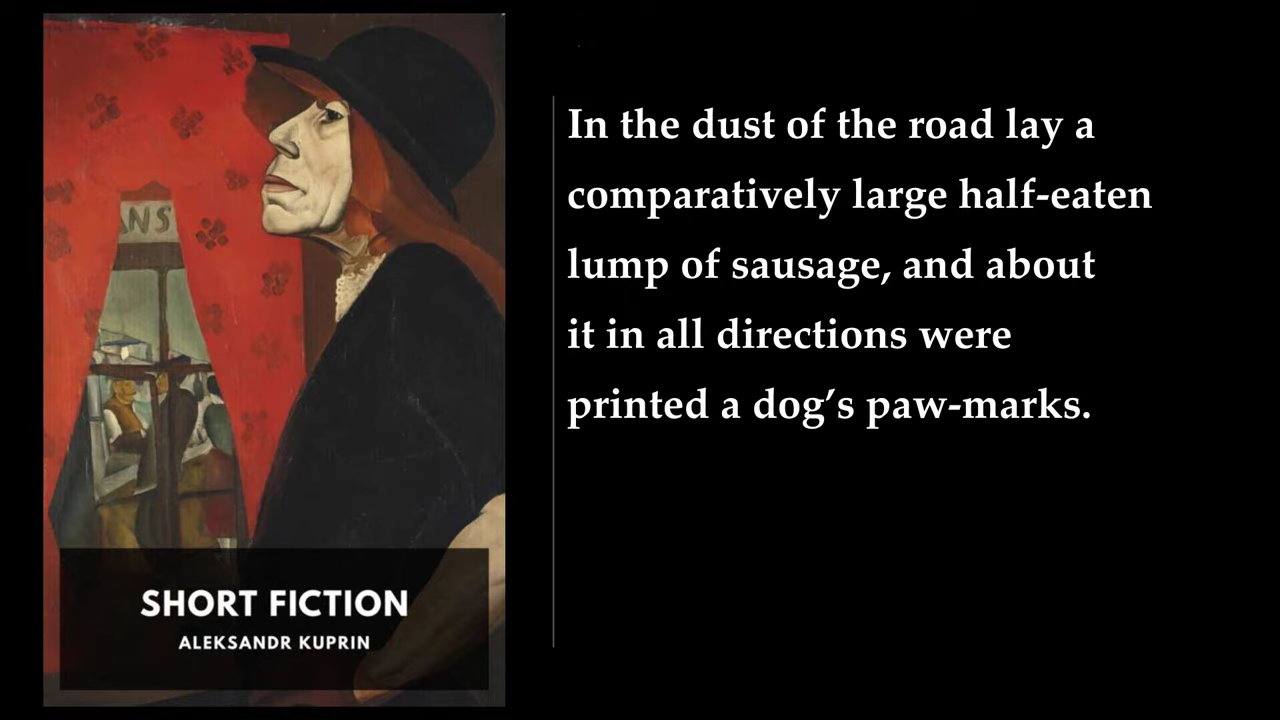 In the dust of the road lay a
comparatively large half-eaten
lump of sausage, and about
it in all directions were
printed a dog’s paw-marks.
ANS
SHORT FICTION
ALEKSANDR KUPRIN